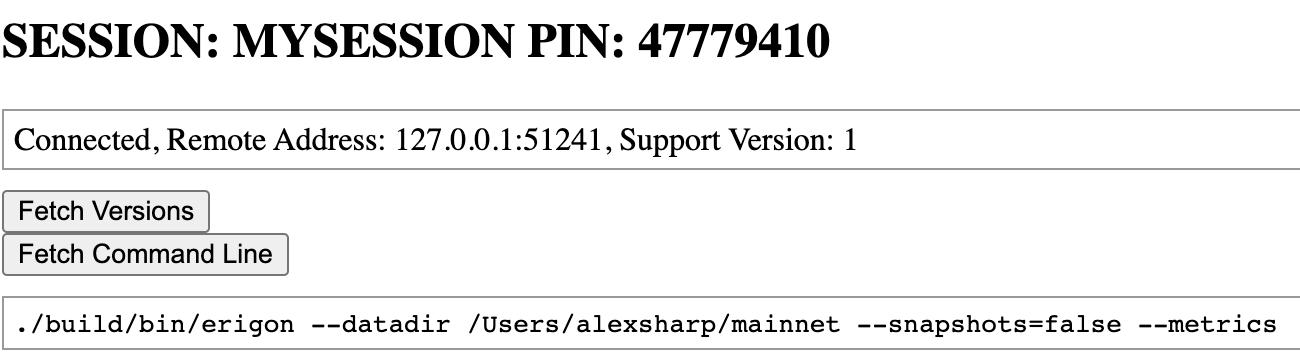 SESSION: MYSESSION PIN: 47779410
Connected, Remote Address: 127.0.0.1:51241, Support Version: 1
Fetch Versions
Fetch Command Line
./build/bin/erigon --datadir /Users/alexsharp/mainnet --snapshots=false --metrics